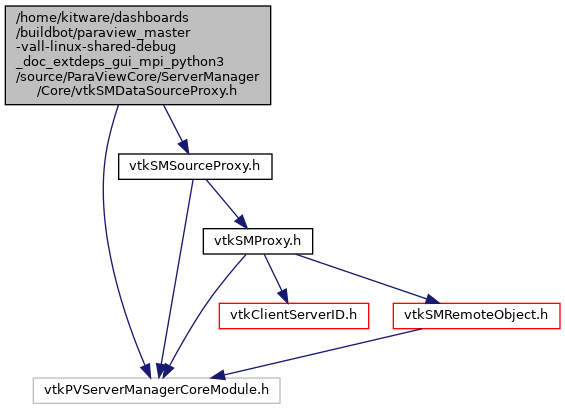 /home/kitware/dashboards
/buildbot/paraview_master
-vall-linux-shared-debug
_doc_extdeps_gui_mpi_python3
/source/ParaViewCore/ServerManager
/Core/vtkSMDataSourceProxy.h
vtkSMSourceProxy.h
vtkSMProxy.h
vtkClientServerID.h
vtkSMRemoteObject.h
vtkPVServerManagerCoreModule.h